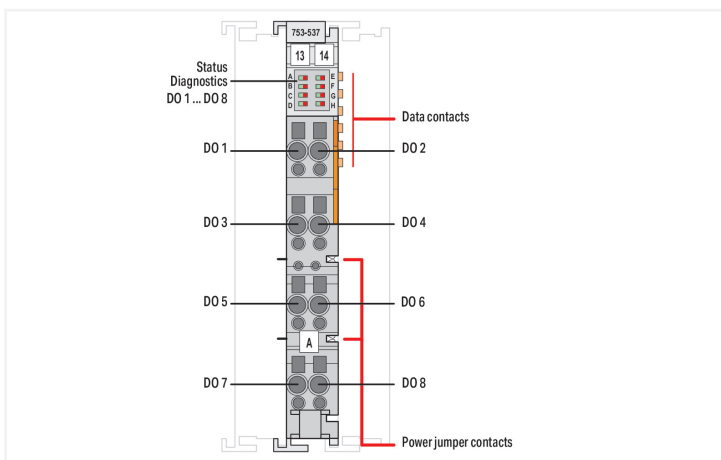 753-537
13 14
Status
Diagnostics
DO 1 ... DO 8
A E
B F
C G
D H
Data contacts
DO 1 DO 2
DO 3 DO 4
DO 5 DO 6
A
DO 7 DO 8
Power jumper contacts